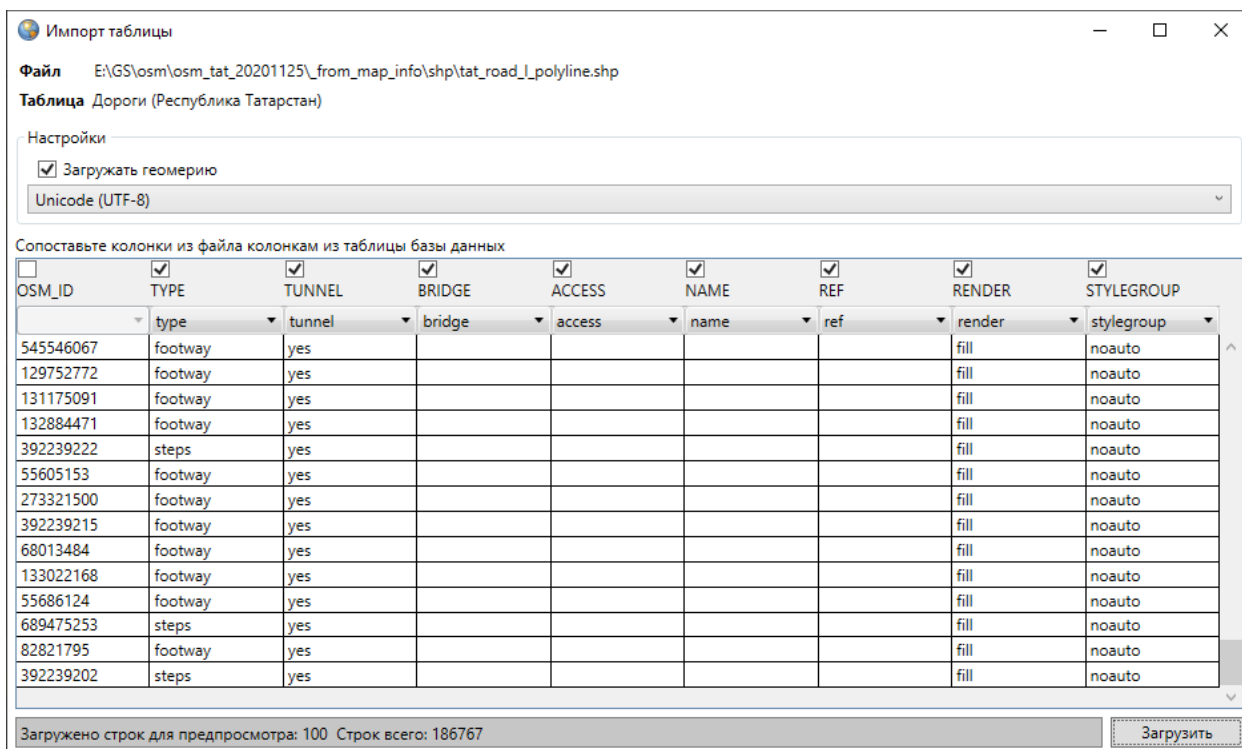 Импорт таблицы
Файл E:\GS\osm\osm_tat_20201125\_from_map_info\shp\tat_road_l_polyline.shp
Таблица Дороги (Республика Татарстан)
Настройки
Загружать геомерию
Unicode (UTF-8)
Сопоставьте колонки из файла колонкам из таблицы базы данных
OSM_ID TYPE TUNNEL BRIDGE ACCESS NAME REF RENDER STYLEGROUP
type tunnel bridge access name ref render stylegroup
545546067 footway yes fill noauto
129752772 footway yes fill noauto
131175091 footway yes fill noauto
132884471 footway yes fill noauto
392239222 steps yes fill noauto
55605153 footway yes fill noauto
273321500 footway yes fill noauto
392239215 footway yes fill noauto
68013484 footway yes fill noauto
133022168 footway yes fill noauto
55686124 footway yes fill noauto
689475253 steps yes fill noauto
82821795 footway yes fill noauto
392239202 steps yes fill noauto
Загружено строк для предпросмотра: 100 Строк всего: 186767 Загрузить